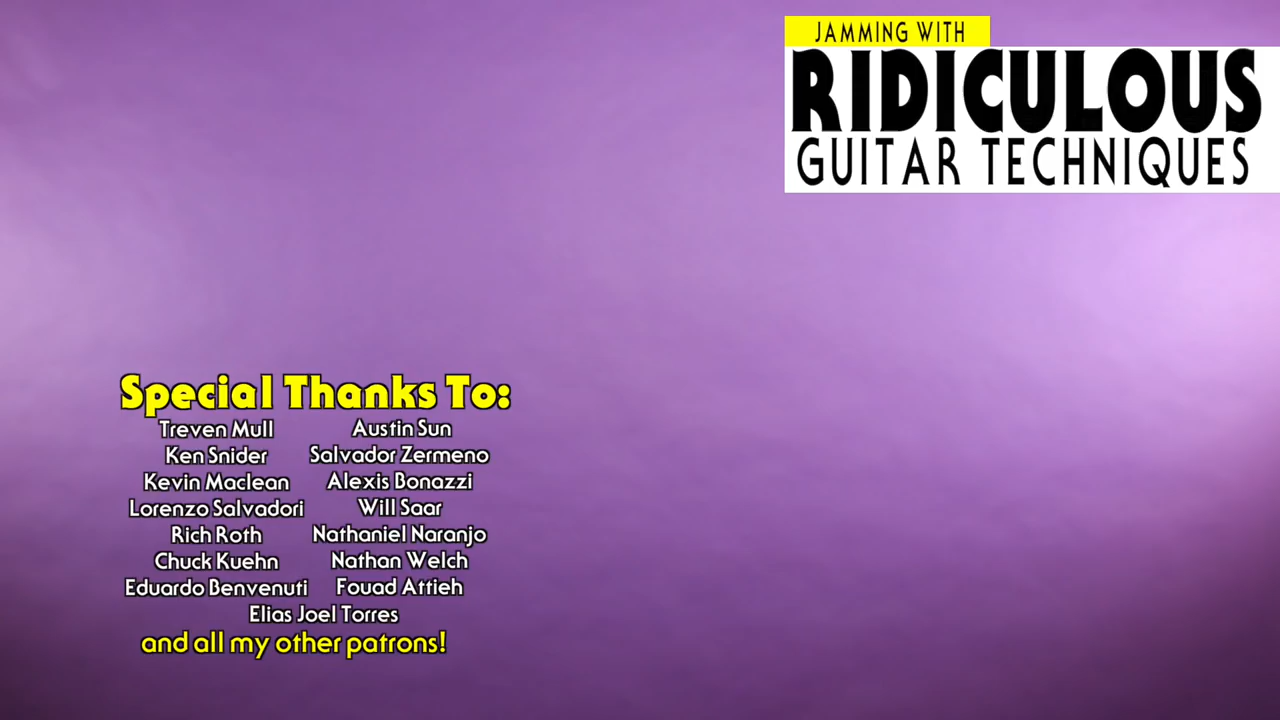 JAMMING WITH
RIDICULOUS
GUITAR TECHNIQUES
Special Thanks To:
Treven Mull Austin Sun
Ken Snider Salvador Zermeno
Kevin Maclean Alexis Bonazzi
Lorenzo Salvadori Will Saar
Rich Roth Nathaniel Naranjo
Chuck Kuehn Nathan Welch
Eduardo Benvenuti Fouad Attieh
Elias Joel Torres
and all my other patrons!